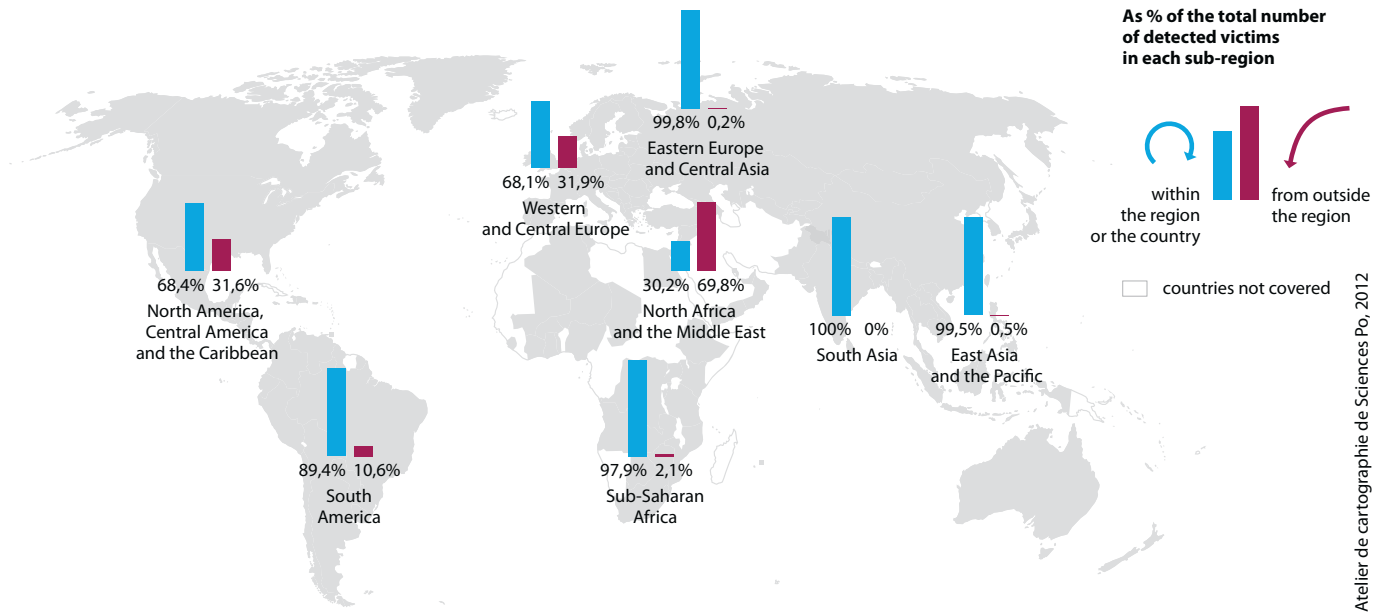 As % of the total number
of detected victims
in each sub-region
within
the region
or the country
from outside
the region
countries not covered
99,8% 0,2%
Eastern Europe
and Central Asia
68,1% 31,9%
Western
and Central Europe
68,4% 31,6%
North America,
Central America
and the Caribbean
30,2% 69,8%
North Africa
and the Middle East
100% 0%
South Asia
99,5% 0,5%
East Asia
and the Pacific
89,4% 10,6%
South
America
97,9% 2,1%
Sub-Saharan
Africa
Atelier de cartographie de Sciences Po, 2012